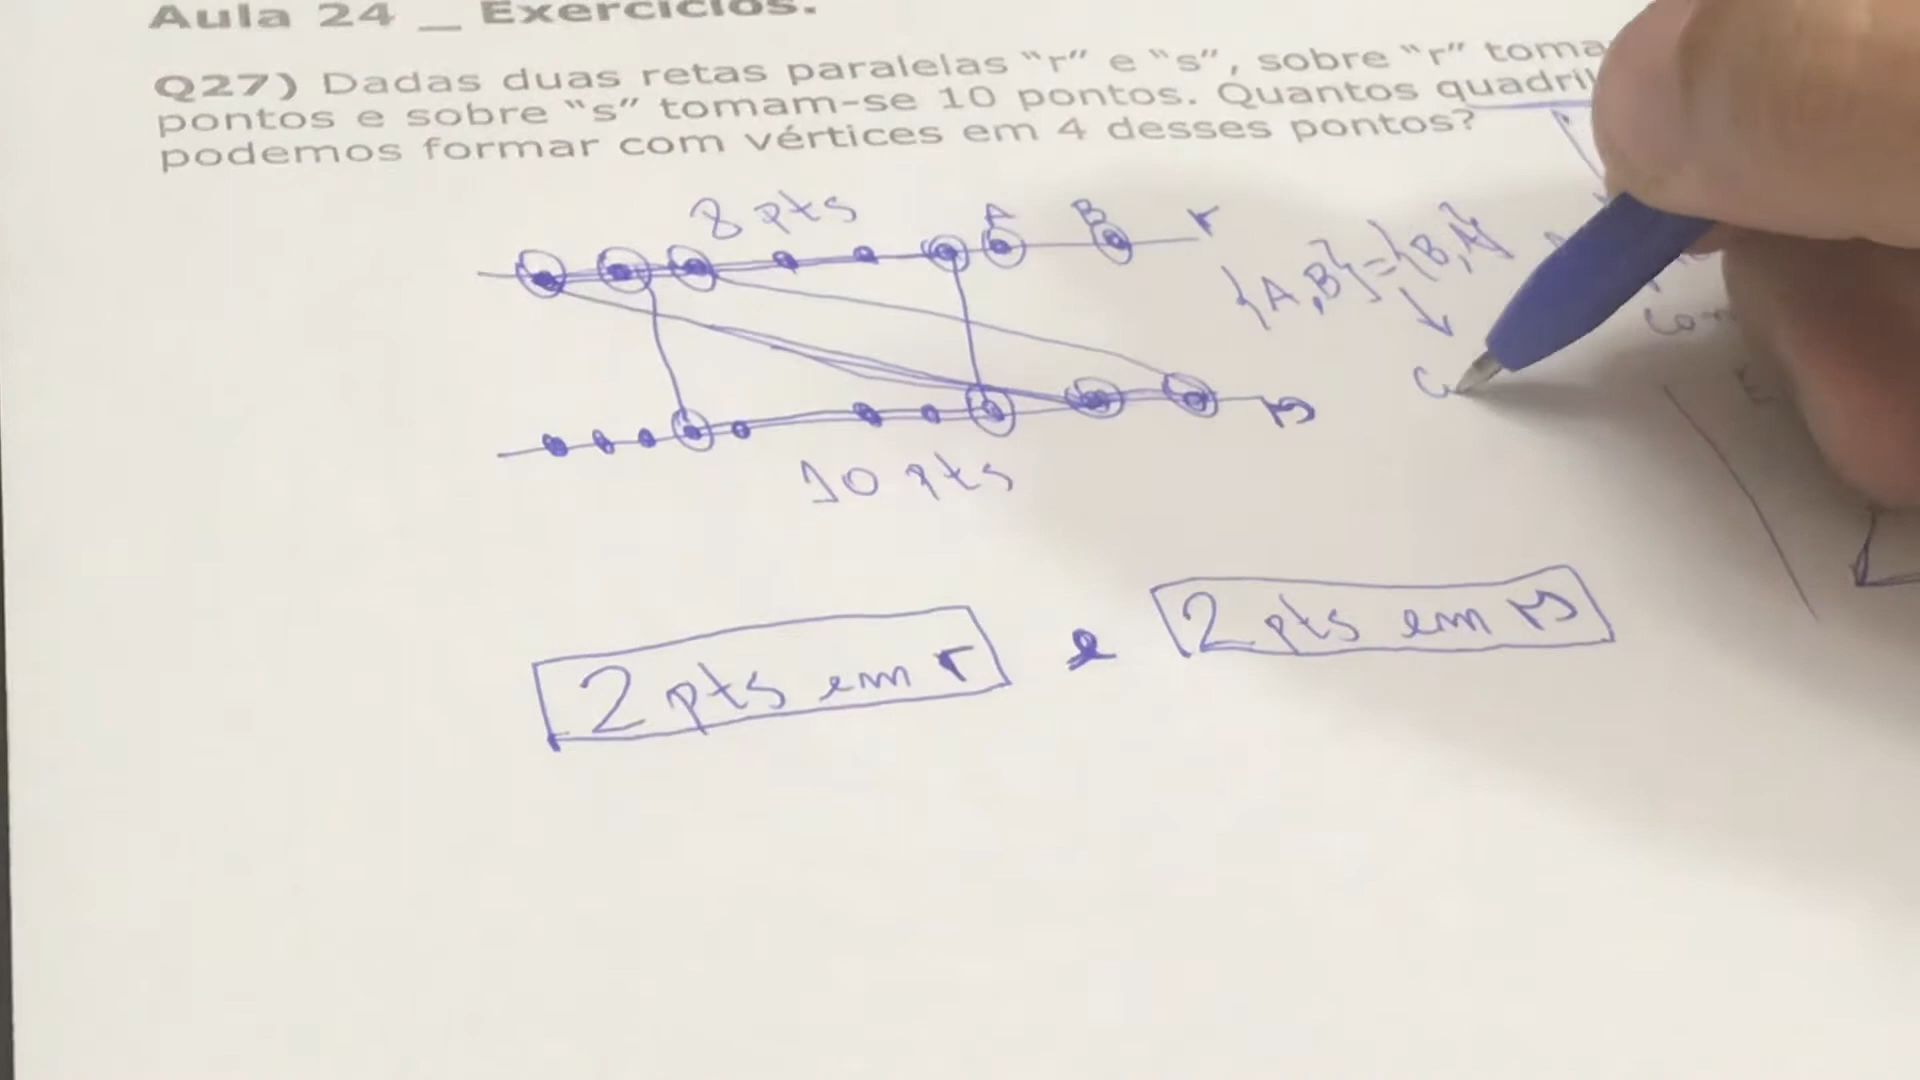 Aula 24 _ Exercícios.
Q27) Dadas duas retas paralelas "r" e "s", sobre "r" toma
pontos e sobre "s" tomam-se 10 pontos. Quantos quadril
podemos formar com vértices em 4 desses pontos?
8 pts
A B r
{A,B}={B,A}
s
10 pts
2 pts em r e 2 pts em s